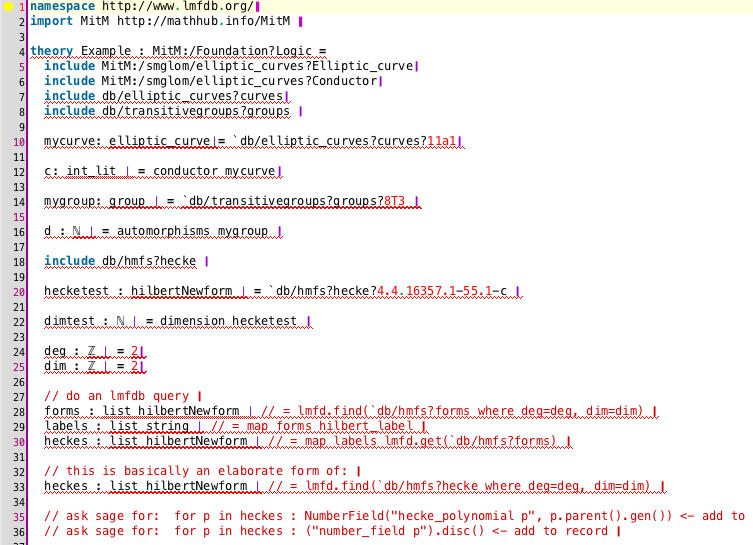 1 namespace http://www.lmfdb.org/❚
2 import MitM http://mathhub.info/MitM ❚
3
4 theory Example : MitM:/Foundation?Logic =
5 include MitM:/smglom/elliptic_curves?Elliptic_curve❙
6 include MitM:/smglom/elliptic_curves?Conductor❙
7 include db/elliptic_curves?curves❙
8 include db/transitivegroups?groups ❙
9
10 mycurve: elliptic_curve❘= `db/elliptic_curves?curves?11a1❙
11
12 c: int_lit ❘ = conductor mycurve❙
13
14 mygroup: group ❘ = `db/transitivegroups?groups?8T3 ❙
15
16 d : ℕ ❘ = automorphisms mygroup ❙
17
18 include db/hmfs?hecke ❙
19
20 hecketest : hilbertNewform ❘ = `db/hmfs?hecke?4.4.16357.1-55.1-c ❙
21
22 dimtest : ℕ ❘ = dimension hecketest ❙
23
24 deg : ℤ ❘ = 2❙
25 dim : ℤ ❘ = 2❙
26
27 // do an lmfdb query ❙
28 forms : list hilbertNewform ❘ // = lmfd.find(`db/hmfs?forms where deg=deg, dim=dim) ❙
29 labels : list string ❘ // = map forms hilbert_label ❙
30 heckes : list hilbertNewform ❘ // = map labels lmfd.get(`db/hmfs?forms) ❙
31
32 // this is basically an elaborate form of: ❙
33 heckes : list hilbertNewform ❘ // = lmfd.find(`db/hmfs?hecke where deg=deg, dim=dim) ❙
34
35 // ask sage for: for p in heckes : NumberField("hecke_polynomial p", p.parent().gen()) <- add to
36 // ask sage for: for p in heckes : ("number_field p").disc() <- add to record ❙